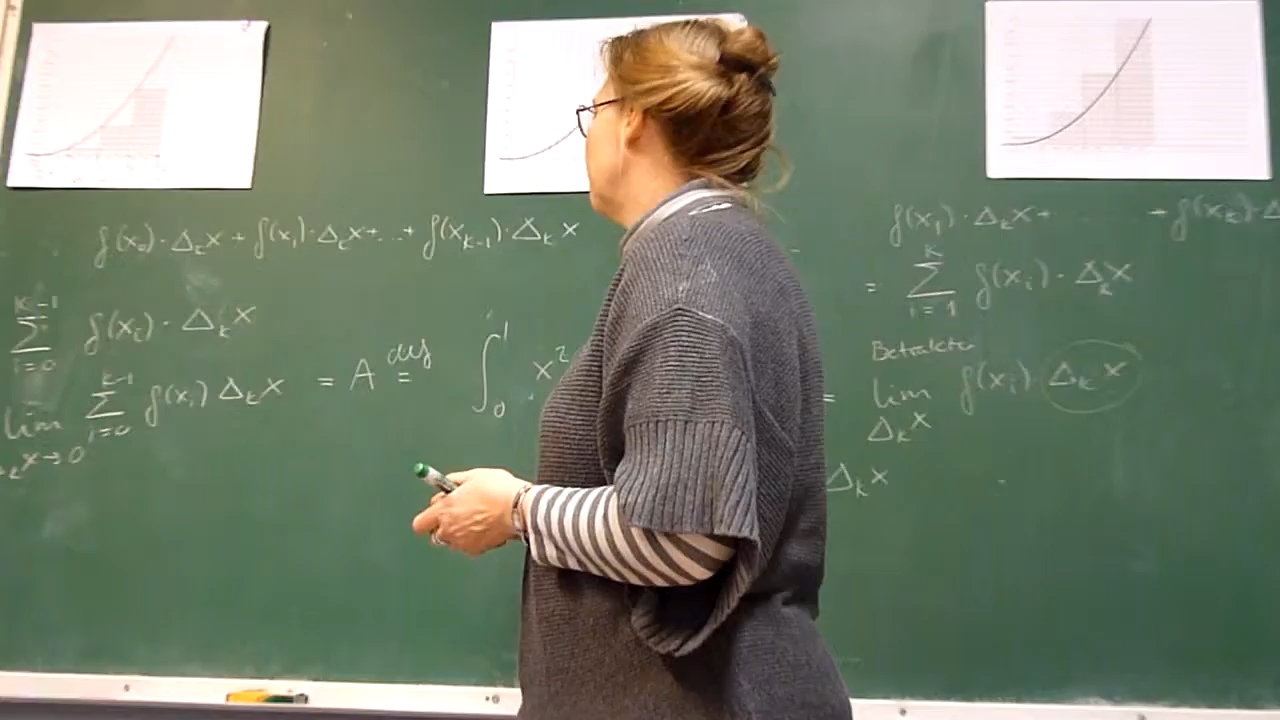 f(x₀)·Δₖx + f(x₁)·Δₖx+...+ f(xₖ₋₁)·Δₖx
k-1
∑ f(xᵢ)·Δₖx
i=0
k-1
lim ∑ f(xᵢ) Δₖx = A def = ∫₀¹ x²
i=0
Δₖx→0
f(x₁)·Δₖx+ ... + f(xₖ)·Δ
k
= ∑ f(xᵢ)·Δₖx
i=1
Betrakta
= lim f(xᵢ) Δₖx
Δₖx
Δₖx